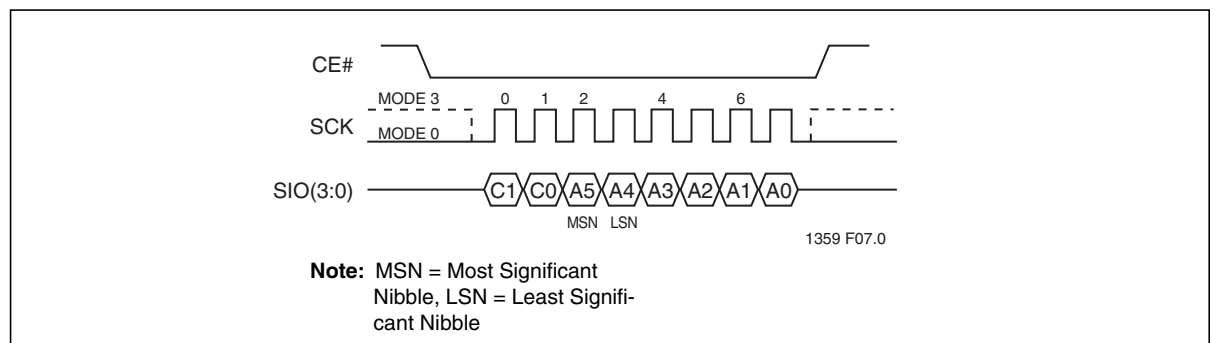 CE#
MODE 3 0 1 2 4 6
SCK
MODE 0
SIO(3:0) C1 C0 A5 A4 A3 A2 A1 A0
MSN LSN
1359 F07.0
Note: MSN = Most Significant
Nibble, LSN = Least Signifi-
cant Nibble